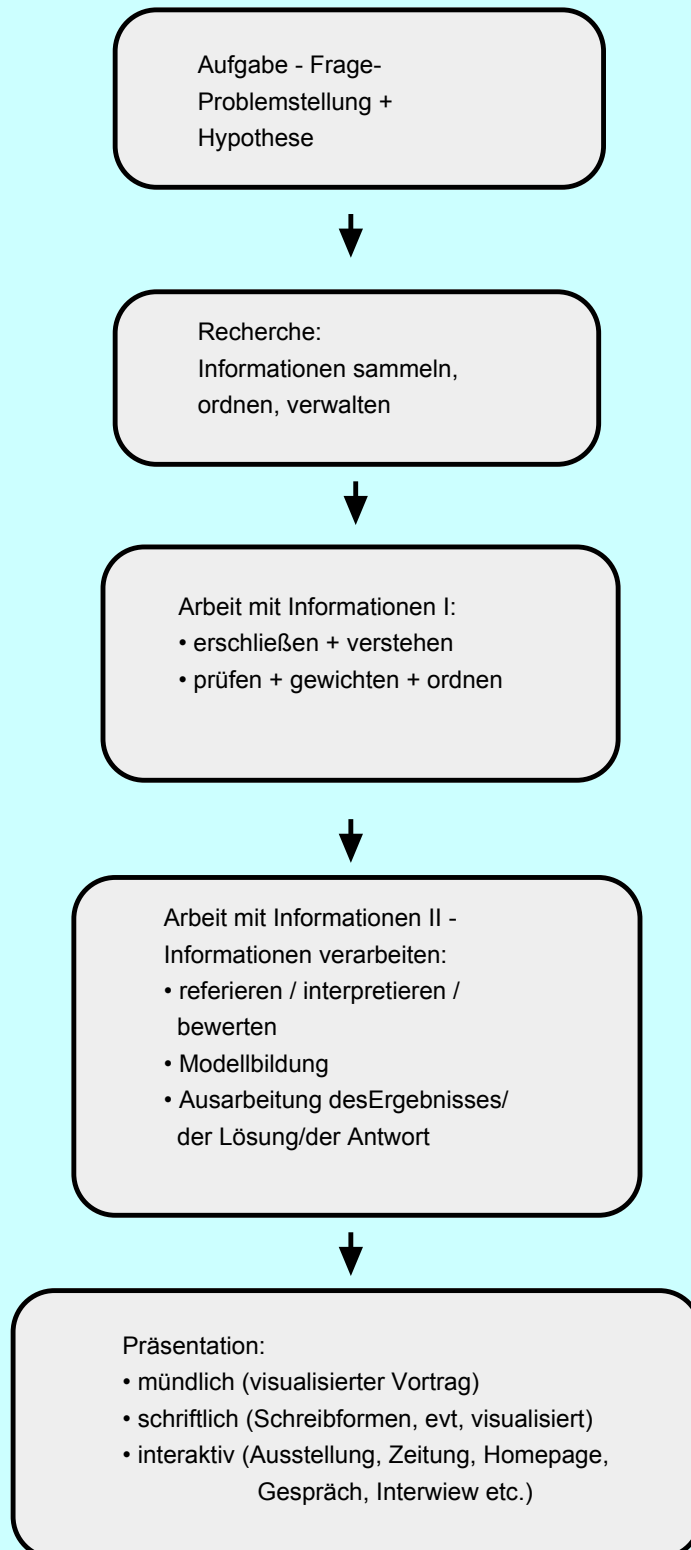 Aufgabe - Frage-
Problemstellung +
Hypothese
Recherche:
Informationen sammeln,
ordnen, verwalten
Arbeit mit Informationen I:
• erschließen + verstehen
• prüfen + gewichten + ordnen
Arbeit mit Informationen II -
Informationen verarbeiten:
• referieren / interpretieren /
bewerten
• Modellbildung
• Ausarbeitung desErgebnisses/
der Lösung/der Antwort
Präsentation:
• mündlich (visualisierter Vortrag)
• schriftlich (Schreibformen, evt, visualisiert)
• interaktiv (Ausstellung, Zeitung, Homepage,
Gespräch, Interwiew etc.)